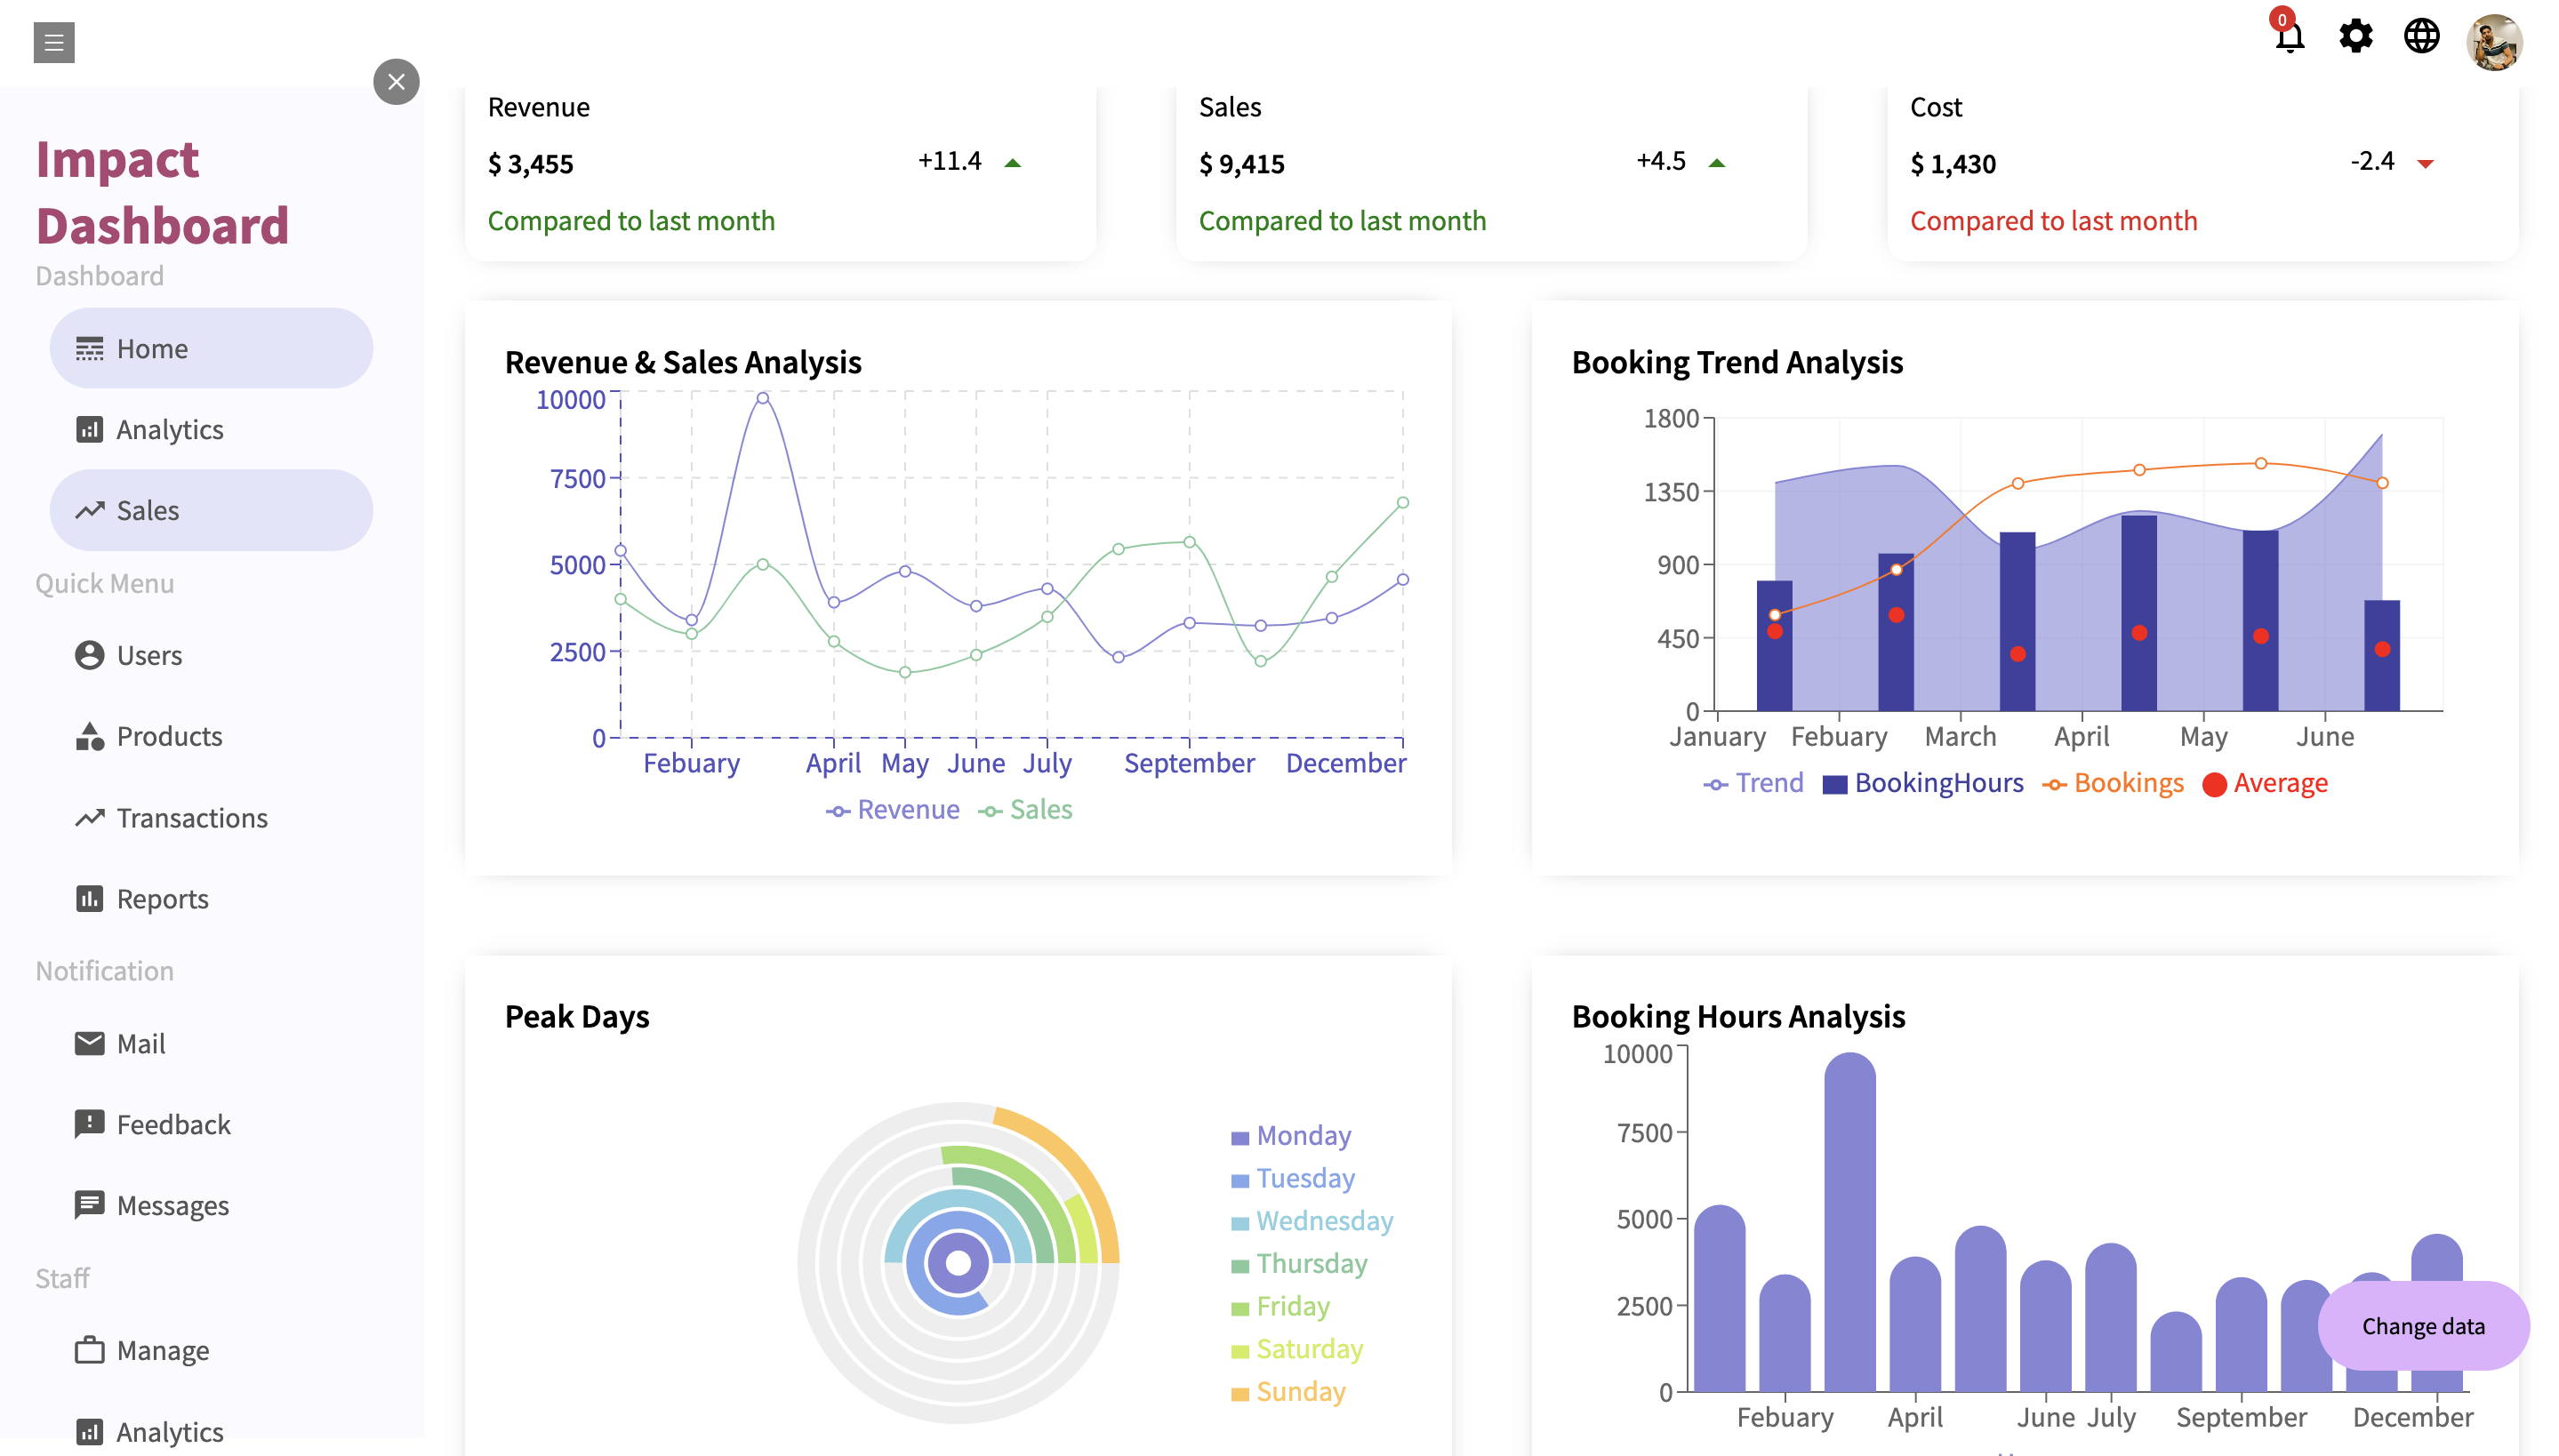 0
Impact
Dashboard
Dashboard
Home
Analytics
Sales
Quick Menu
Users
Products
Transactions
Reports
Notification
Mail
Feedback
Messages
Staff
Manage
Analytics
Revenue
$ 3,455
+11.4
Compared to last month
Sales
$ 9,415
+4.5
Compared to last month
Cost
$ 1,430
-2.4
Compared to last month
Revenue & Sales Analysis
10000
7500
5000
2500
0
Febuary April May June July September December
Revenue Sales
Booking Trend Analysis
1800
1350
900
450
0
January Febuary March April May June
Trend BookingHours Bookings Average
Peak Days
Monday
Tuesday
Wednesday
Thursday
Friday
Saturday
Sunday
Booking Hours Analysis
10000
7500
5000
2500
0
Febuary April June July September December
Change data